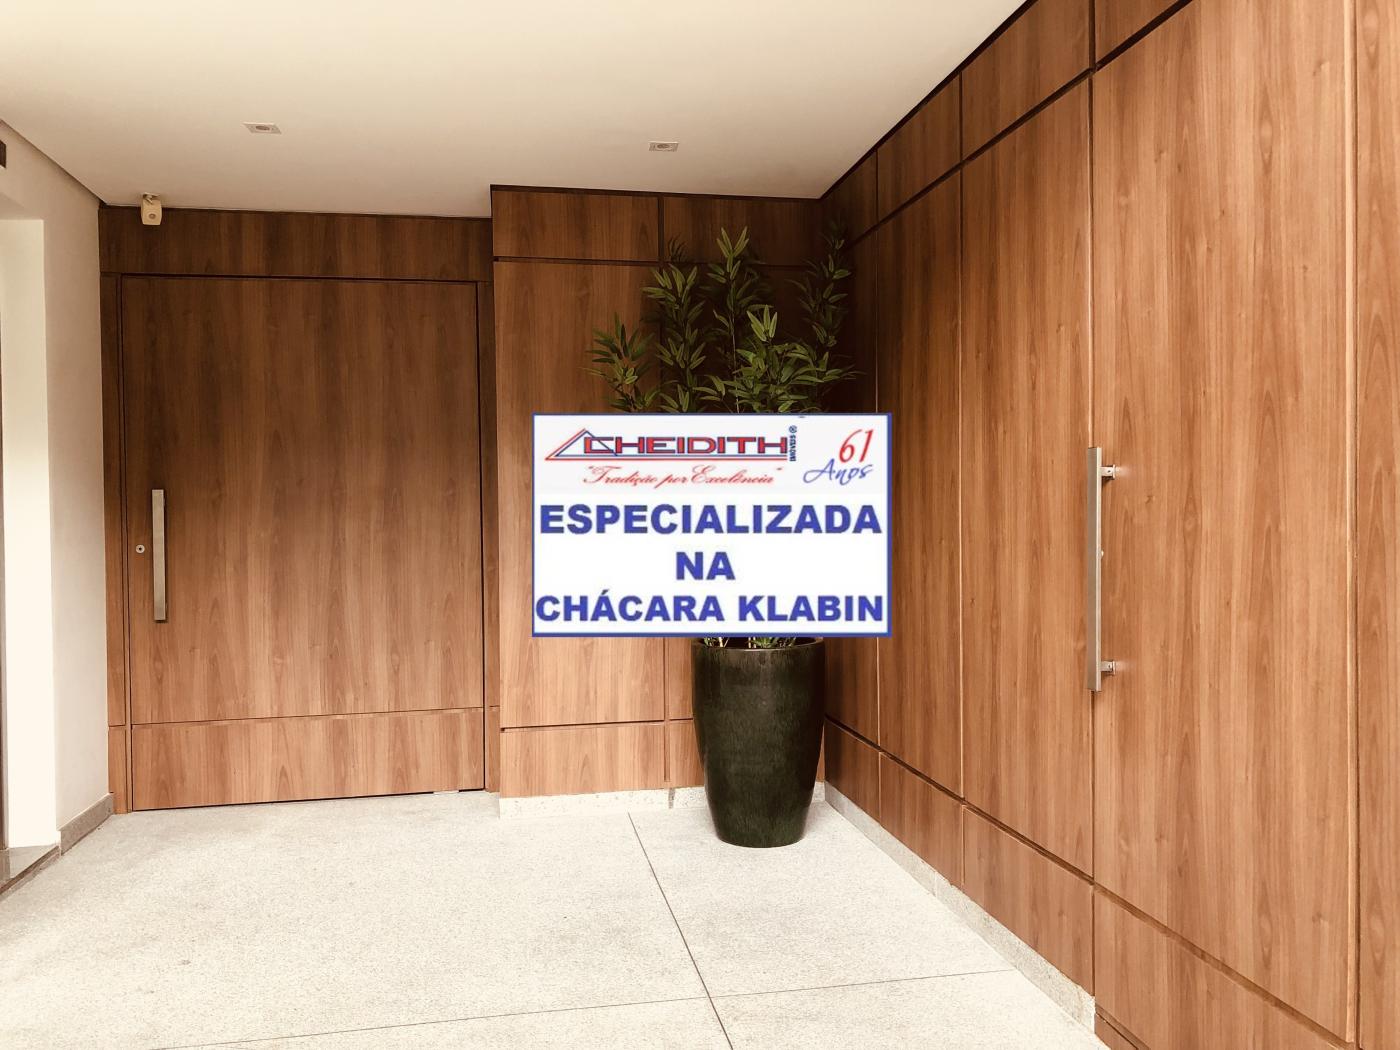 CHEIDITH IMÓVEIS ®
"Tradição por Excelência"
61
Anos
ESPECIALIZADA
NA
CHÁCARA KLABIN